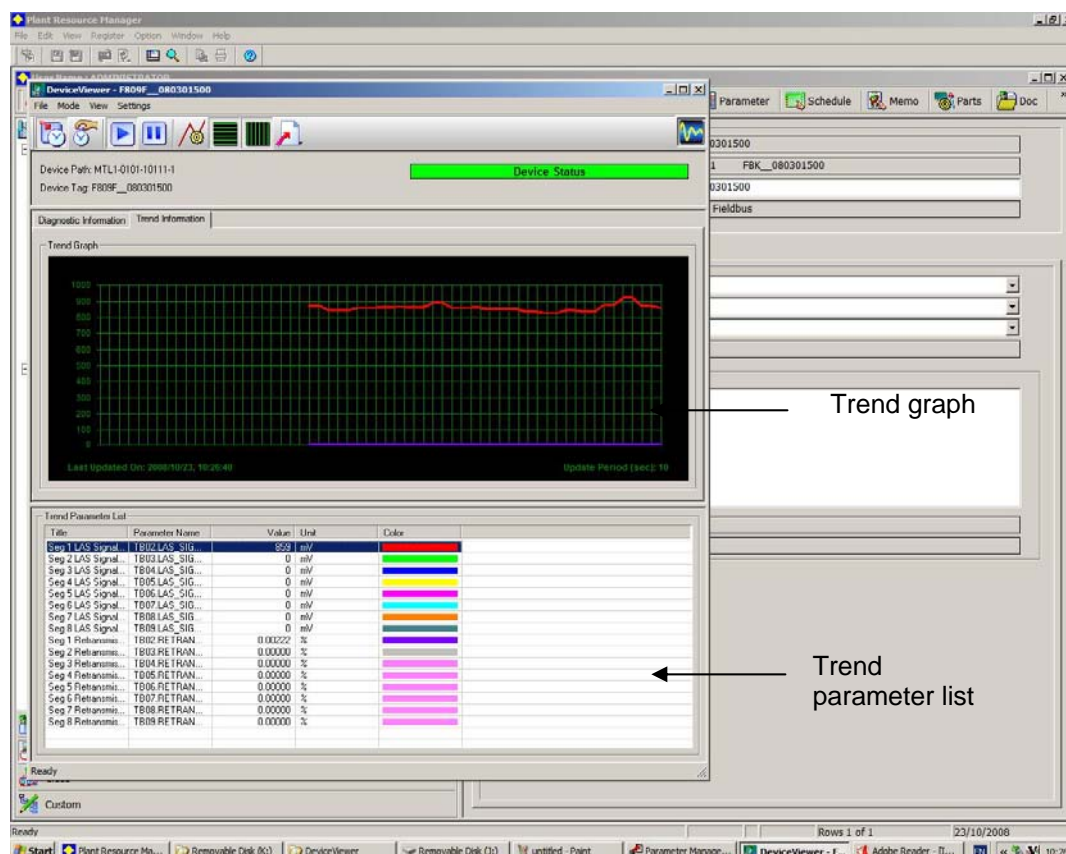 Plant Resource Manager
File Edit View Register Option Window Help
User Name : ADMINISTRATOR
DeviceViewer - F809F__080301500
File Mode View Settings
Parameter Schedule Memo Parts Doc
Device Path: MTL1-0101-10111-1
Device Tag: F809F__080301500
Device Status
0301500
1 FBK__080301500
0301500
Fieldbus
Diagnostic Information Trend Information
Trend Graph
1000
900
800
700
600
500
400
300
200
100
0
Last Updated On: 2008/10/23, 10:26:40 Update Period (sec): 10
Trend graph
Trend Parameter List
Title Parameter Name Value Unit Color
Seg 1 LAS Signal... TB02.LAS_SIG... 859 mV
Seg 2 LAS Signal... TB03.LAS_SIG... 0 mV
Seg 3 LAS Signal... TB04.LAS_SIG... 0 mV
Seg 4 LAS Signal... TB05.LAS_SIG... 0 mV
Seg 5 LAS Signal... TB06.LAS_SIG... 0 mV
Seg 6 LAS Signal... TB07.LAS_SIG... 0 mV
Seg 7 LAS Signal... TB08.LAS_SIG... 0 mV
Seg 8 LAS Signal... TB09.LAS_SIG... 0 mV
Seg 1 Retransmis... TB02.RETRAN... 0.00222 %
Seg 2 Retransmis... TB03.RETRAN... 0.00000 %
Seg 3 Retransmis... TB04.RETRAN... 0.00000 %
Seg 4 Retransmis... TB05.RETRAN... 0.00000 %
Seg 5 Retransmis... TB06.RETRAN... 0.00000 %
Seg 6 Retransmis... TB07.RETRAN... 0.00000 %
Seg 7 Retransmis... TB08.RETRAN... 0.00000 %
Seg 8 Retransmis... TB09.RETRAN... 0.00000 %
Trend
parameter list
Ready
Custom
Ready Rows 1 of 1 23/10/2008
Start Plant Resource Ma... Removable Disk (K:) DeviceViewer Removable Disk (J:) untitled - Paint Parameter Manage... DeviceViewer - F... Adobe Reader - [I...